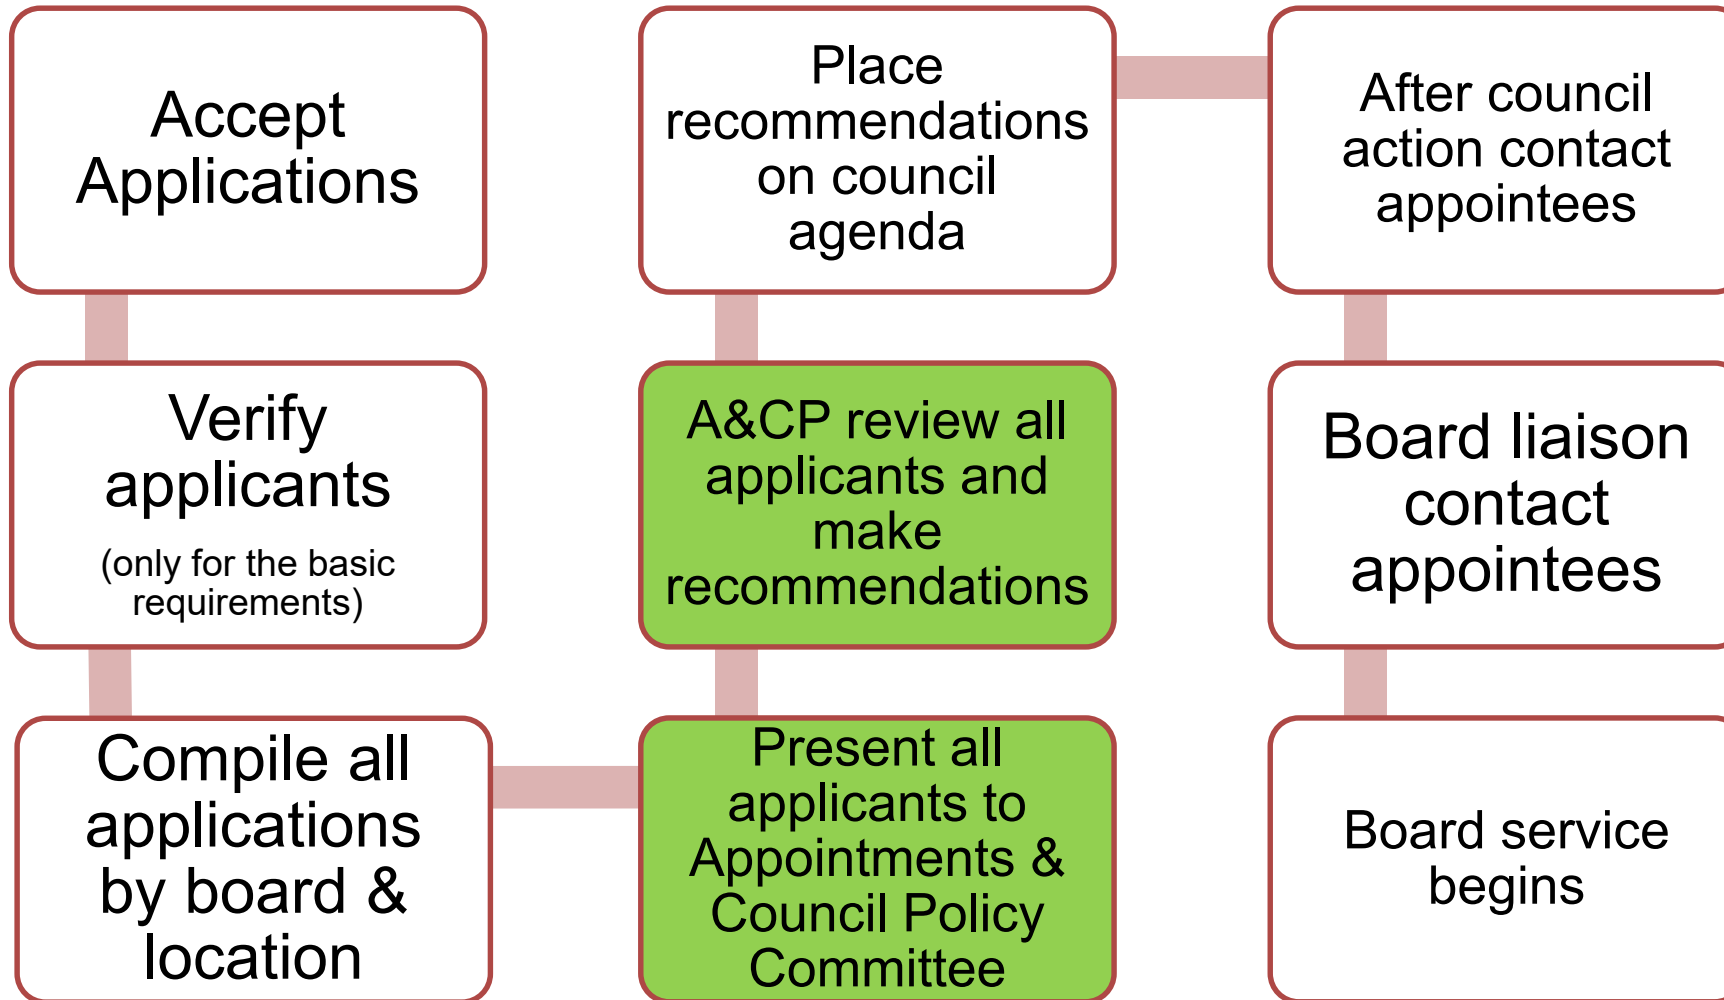 Accept
Applications
Verify
applicants
(only for the basic
requirements)
Compile all
applications
by board &
location
Present all
applicants to
Appointments &
Council Policy
Committee
A&CP review all
applicants and
make
recommendations
Place
recommendations
on council
agenda
After council
action contact
appointees
Board liaison
contact
appointees
Board service
begins